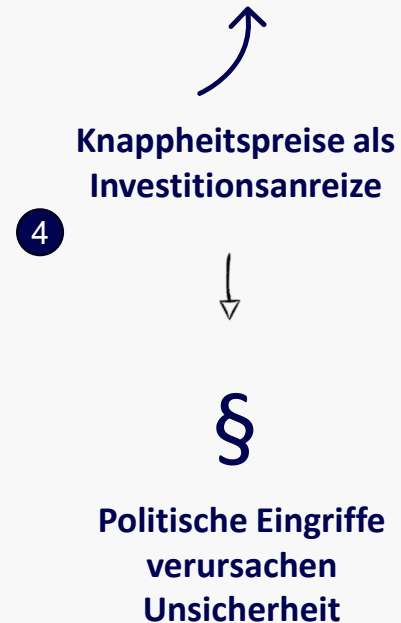 Knappheitspreise als
Investitionsanreize
4
§
Politische Eingriffe
verursachen
Unsicherheit